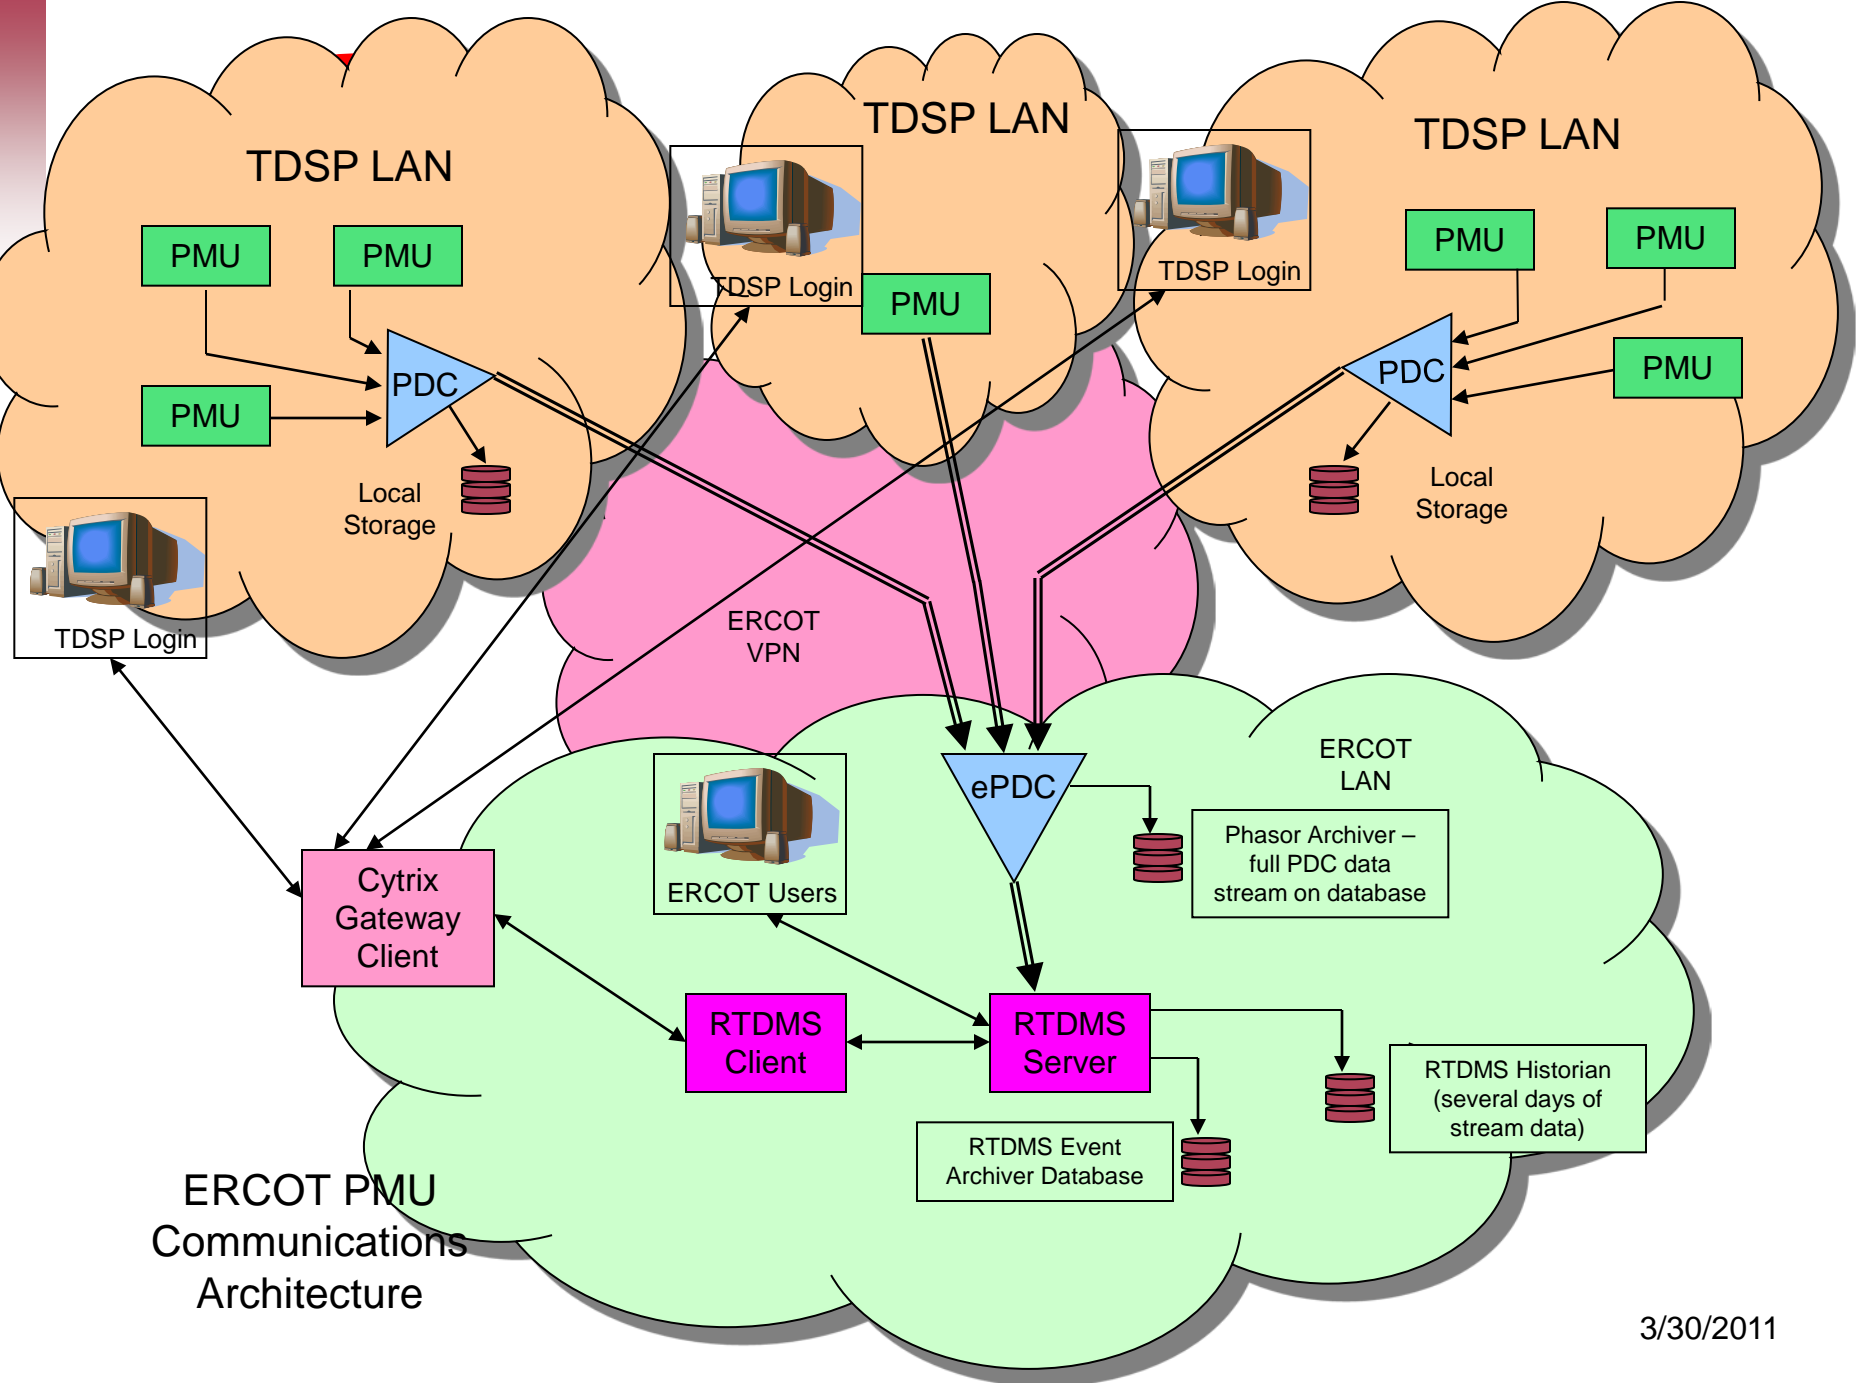 TDSP LAN
PMU
PMU
PMU
PDC
Local
Storage
TDSP Login
TDSP LAN
TDSP Login
PMU
TDSP LAN
TDSP Login
PMU
PMU
PMU
PDC
Local
Storage
ERCOT
VPN
ERCOT
LAN
ePDC
Phasor Archiver –
full PDC data
stream on database
ERCOT Users
Cytrix
Gateway
Client
RTDMS
Client
RTDMS
Server
RTDMS Historian
(several days of
stream data)
RTDMS Event
Archiver Database
ERCOT PMU
Communications
Architecture
3/30/2011